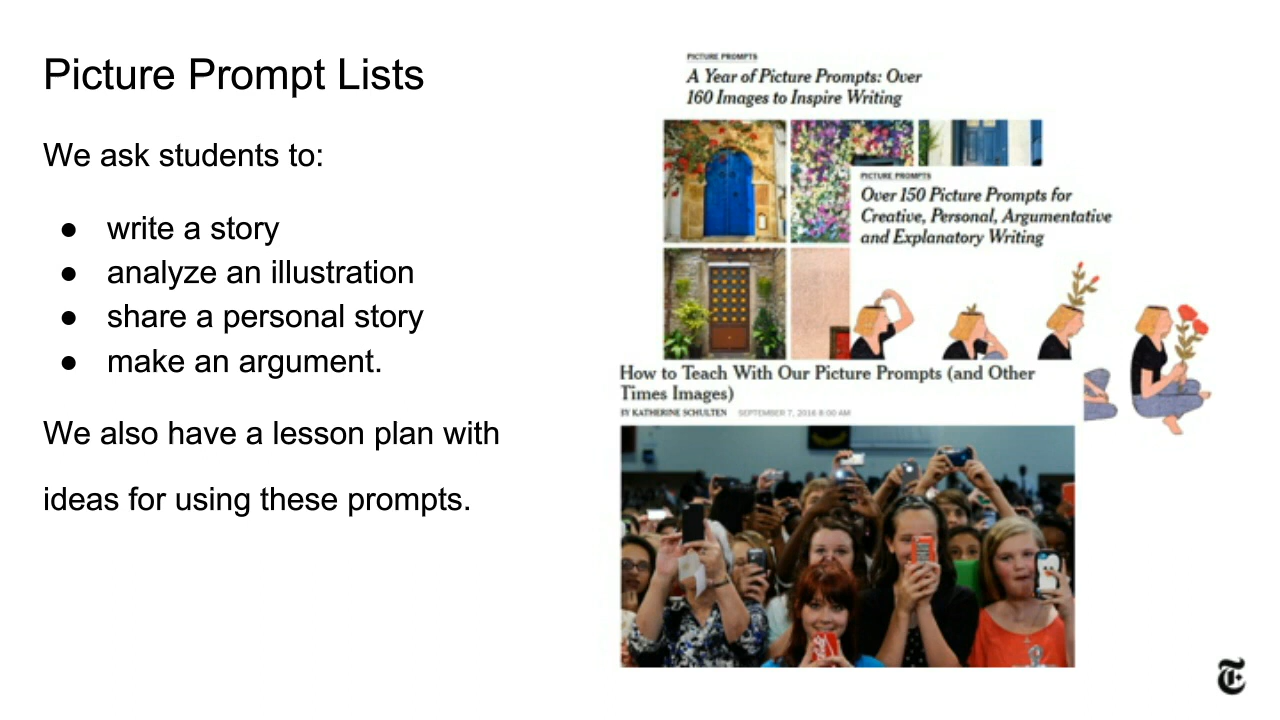 Picture Prompt Lists
We ask students to:
● write a story
● analyze an illustration
● share a personal story
● make an argument.
We also have a lesson plan with
ideas for using these prompts.
PICTURE PROMPTS
A Year of Picture Prompts: Over
160 Images to Inspire Writing
PICTURE PROMPTS
Over 150 Picture Prompts for
Creative, Personal, Argumentative
and Explanatory Writing
How to Teach With Our Picture Prompts (and Other
Times Images)
BY KATHERINE SCHULTEN SEPTEMBER 7, 2016 8:00 AM
T